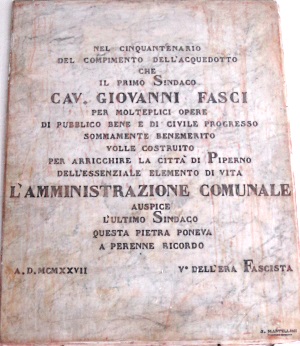 NEL CINQUANTENARIO
DEL COMPIMENTO DELL'ACQUEDOTTO
CHE
IL PRIMO SINDACO
CAV. GIOVANNI FASCI
PER MOLTEPLICI OPERE
DI PUBBLICO BENE E DI CIVILE PROGRESSO
SOMMAMENTE BENEMERITO
VOLLE COSTRUITO
PER ARRICCHIRE LA CITTÀ DI PIPERNO
DELL'ESSENZIALE ELEMENTO DI VITA
L'AMMINISTRAZIONE COMUNALE
AUSPICE
L'ULTIMO SINDACO
QUESTA PIETRA PONEVA
A PERENNE RICORDO
A.D. MCMXXVII V° DELL'ERA FASCISTA